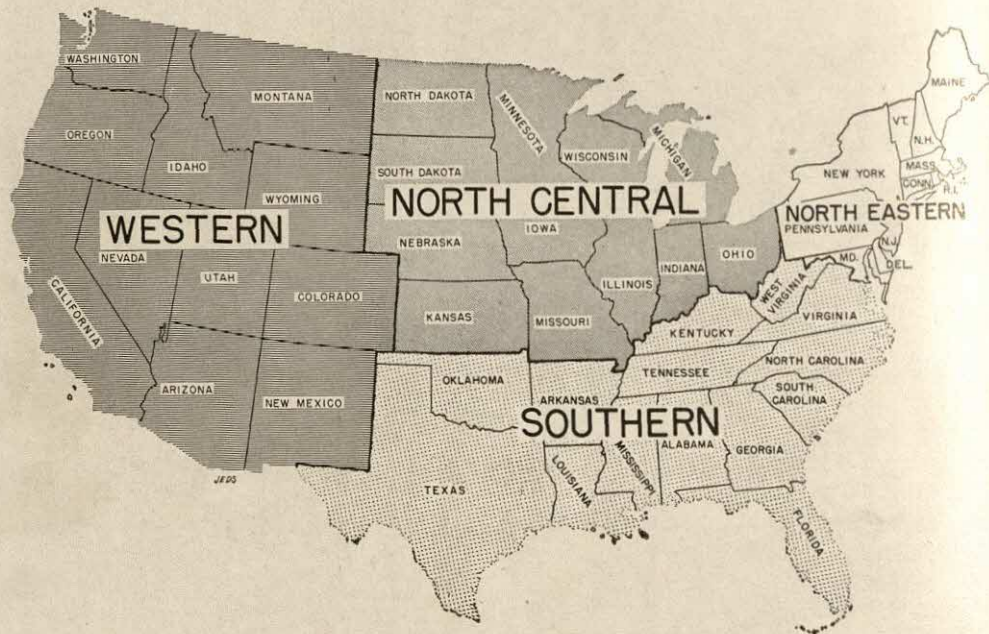 WASHINGTON
MONTANA
OREGON
IDAHO
WYOMING
WESTERN
NEVADA
UTAH
COLORADO
CALIFORNIA
ARIZONA
NEW MEXICO
JEDS
NORTH DAKOTA
MINNESOTA
SOUTH DAKOTA
WISCONSIN
MICHIGAN
NORTH CENTRAL
NEBRASKA
IOWA
ILLINOIS
INDIANA
OHIO
KANSAS
MISSOURI
MAINE
VT.
N.H.
NEW YORK
MASS.
CONN.
R.I.
NORTH EASTERN
PENNSYLVANIA
N.J.
MD.
DEL.
WEST
VIRGINIA
VIRGINIA
KENTUCKY
NORTH CAROLINA
TENNESSEE
SOUTH
CAROLINA
OKLAHOMA
ARKANSAS
SOUTHERN
MISSISSIPPI
ALABAMA
GEORGIA
TEXAS
LOUISIANA
FLORIDA